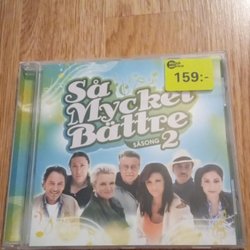 159:-
Så
Mycket
Bättre
SÄSONG 2